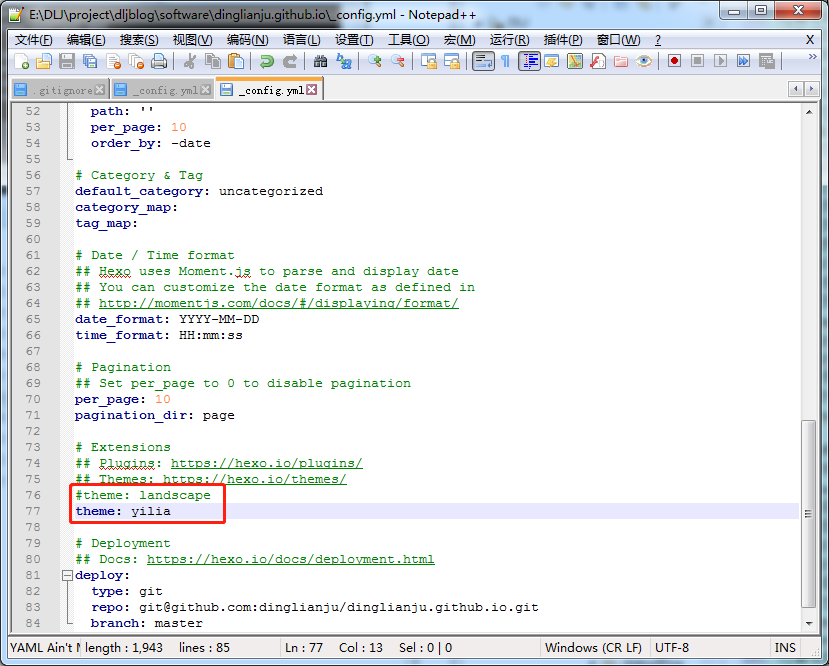 E:\DLJ\project\dljblog\software\dinglianju.github.io\_config.yml - Notepad++
文件(F) 编辑(E) 搜索(S) 视图(V) 编码(N) 语言(L) 设置(T) 工具(O) 宏(M) 运行(R) 插件(P) 窗口(W) ? X
.gitignore _config.yml _config.yml
52 path: ''
53 per_page: 10
54 order_by: -date
55
56 # Category & Tag
57 default_category: uncategorized
58 category_map:
59 tag_map:
60
61 # Date / Time format
62 ## Hexo uses Moment.js to parse and display date
63 ## You can customize the date format as defined in
64 ## http://momentjs.com/docs/#/displaying/format/
65 date_format: YYYY-MM-DD
66 time_format: HH:mm:ss
67
68 # Pagination
69 ## Set per_page to 0 to disable pagination
70 per_page: 10
71 pagination_dir: page
72
73 # Extensions
74 ## Plugins: https://hexo.io/plugins/
75 ## Themes: https://hexo.io/themes/
76 #theme: landscape
77 theme: yilia
78
79 # Deployment
80 ## Docs: https://hexo.io/docs/deployment.html
81 deploy:
82 type: git
83 repo: git@github.com:dinglianju/dinglianju.github.io.git
84 branch: master
YAML Ain't M length : 1,943 lines : 85 Ln : 77 Col : 13 Sel : 0 | 0 Windows (CR LF) UTF-8 INS